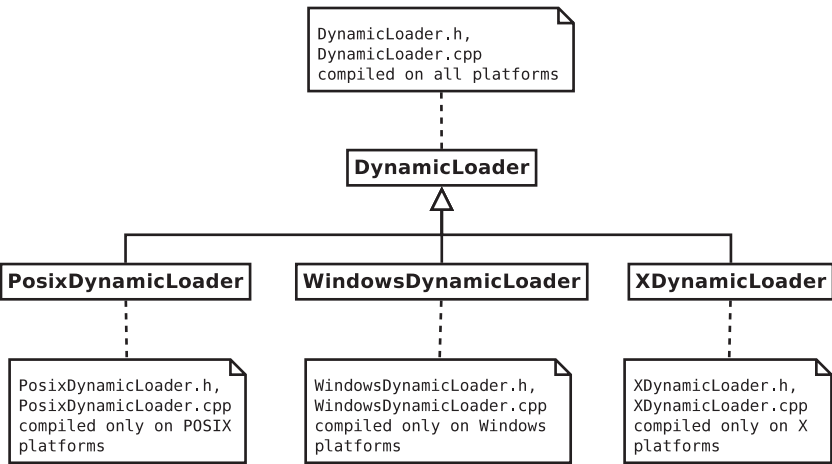 DynamicLoader.h,
DynamicLoader.cpp
compiled on all platforms
DynamicLoader
PosixDynamicLoader
WindowsDynamicLoader
XDynamicLoader
PosixDynamicLoader.h,
PosixDynamicLoader.cpp
compiled only on POSIX
platforms
WindowsDynamicLoader.h,
WindowsDynamicLoader.cpp
compiled only on Windows
platforms
XDynamicLoader.h,
XDynamicLoader.cpp
compiled only on X
platforms